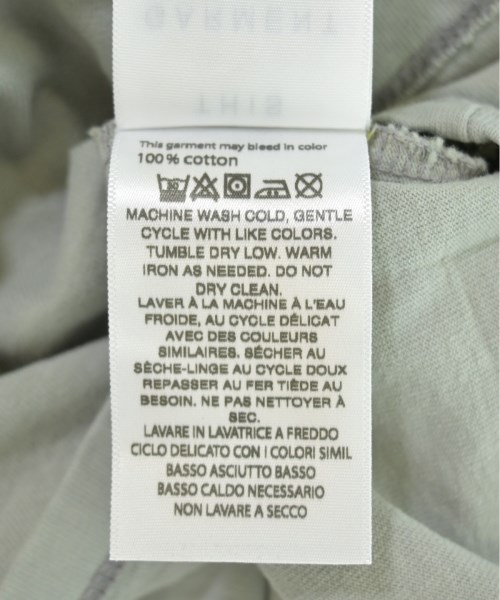 GARMENT
THIS
This garment may bleed in color
100% cotton
30
MACHINE WASH COLD, GENTLE
CYCLE WITH LIKE COLORS.
TUMBLE DRY LOW. WARM
IRON AS NEEDED. DO NOT
DRY CLEAN.
LAVER À LA MACHINE À L'EAU
FROIDE, AU CYCLE DÉLICAT
AVEC DES COULEURS
SIMILAIRES. SÉCHER AU
SÈCHE-LINGE AU CYCLE DOUX
REPASSER AU FER TIÈDE AU
BESOIN. NE PAS NETTOYER À
SEC.
LAVARE IN LAVATRICE A FREDDO
CICLO DELICATO CON I COLORI SIMIL
BASSO ASCIUTTO BASSO
BASSO CALDO NECESSARIO
NON LAVARE A SECCO